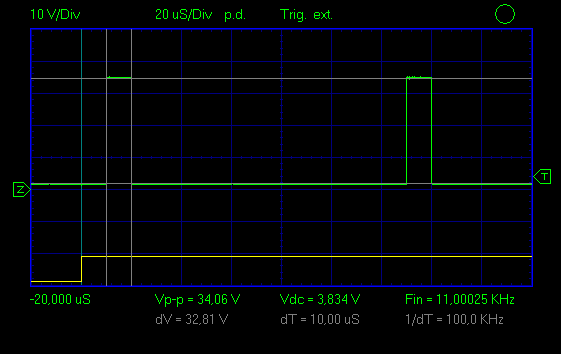 10 V/Div 20 uS/Div p.d. Trig. ext.
Z T
-20,000 uS Vp-p = 34,06 V Vdc = 3,834 V Fin = 11,00025 KHz
dV = 32,81 V dT = 10,00 uS 1/dT = 100,0 KHz